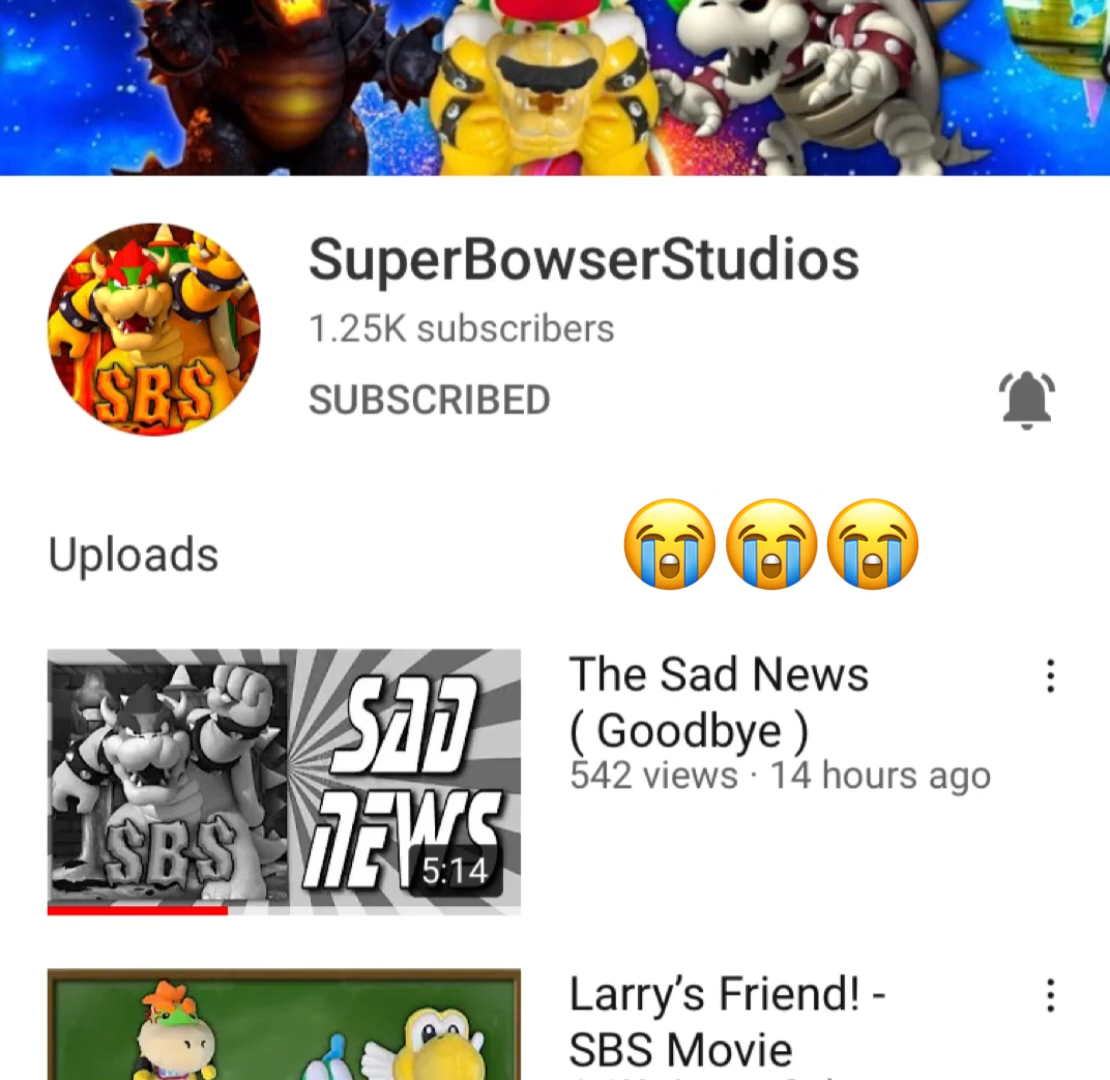 SuperBowserStudios
1.25K subscribers
SBS
SUBSCRIBED
Uploads
😭😭😭
SAD
NEWS
SBS
5:14
The Sad News
( Goodbye )
542 views · 14 hours ago
Larry’s Friend! -
SBS Movie